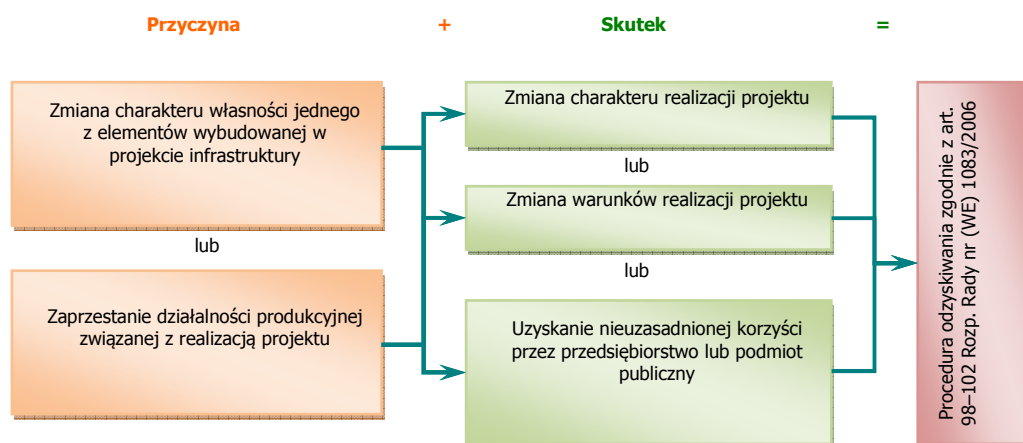 Przyczyna + Skutek =
Zmiana charakteru własności jednego
z elementów wybudowanej w
projekcie infrastruktury
lub
Zaprzestanie działalności produkcyjnej
związanej z realizacją projektu
Zmiana charakteru realizacji projektu
lub
Zmiana warunków realizacji projektu
lub
Uzyskanie nieuzasadnionej korzyści
przez przedsiębiorstwo lub podmiot
publiczny
Procedura odzyskiwania zgodnie z art.
98–102 Rozp. Rady nr (WE) 1083/2006